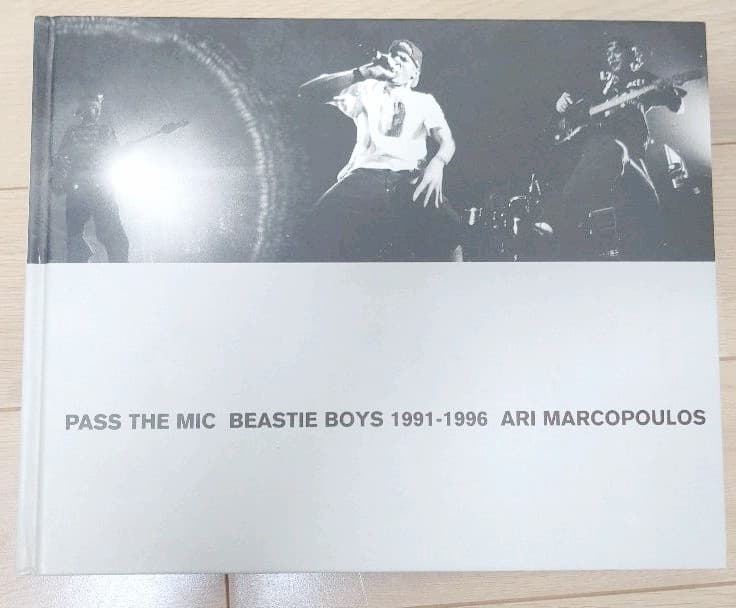 PASS THE MIC BEASTIE BOYS 1991-1996 ARI MARCOPOULOS